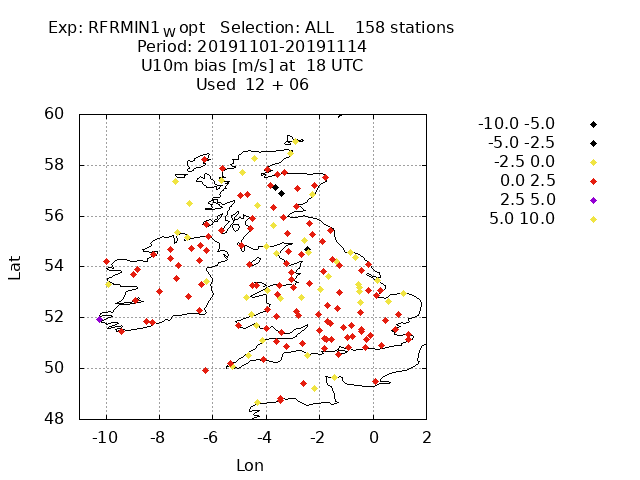 Exp: RFRMIN1wopt Selection: ALL 158 stations
Period: 20191101-20191114
U10m bias [m/s] at 18 UTC
Used 12 + 06
60
58
56
54
52
50
48
Lat
-10 -8 -6 -4 -2 0 2
Lon
-10.0 -5.0
-5.0 -2.5
-2.5 0.0
0.0 2.5
2.5 5.0
5.0 10.0